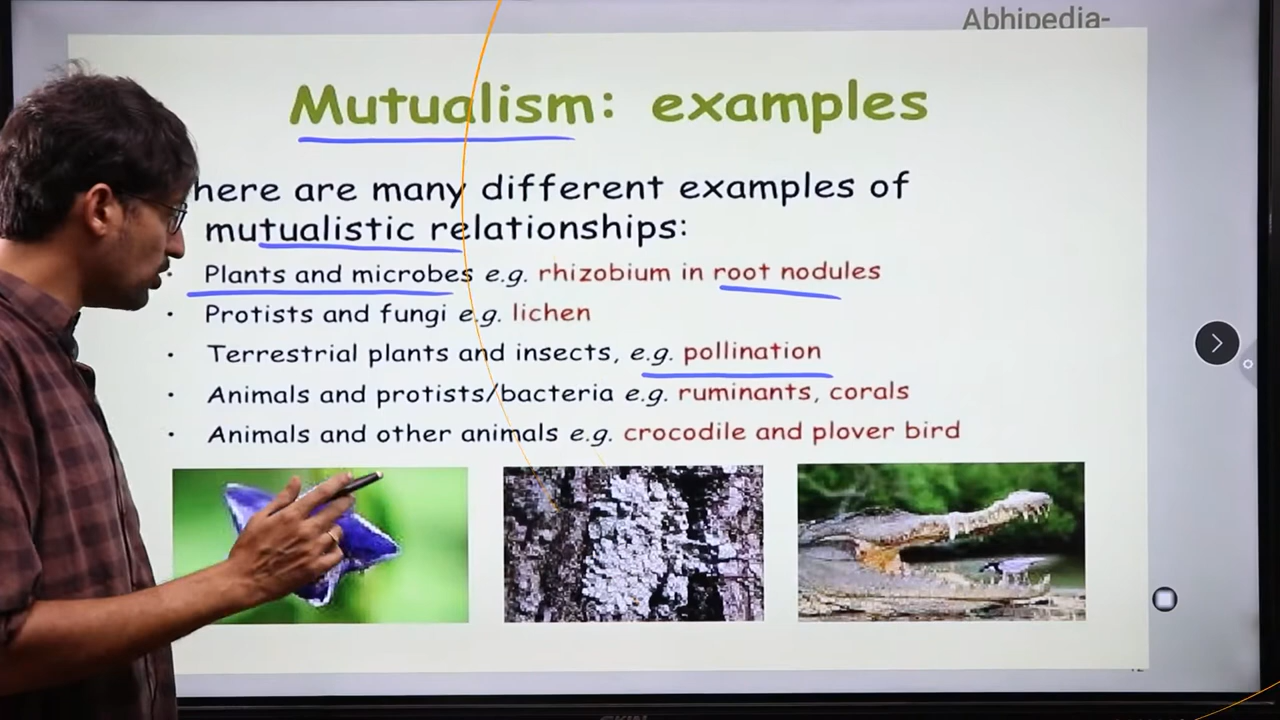 Abhipedia-
Mutualism: examples
here are many different examples of
mutualistic relationships:
· Plants and microbes e.g. rhizobium in root nodules
· Protists and fungi e.g. lichen
· Terrestrial plants and insects, e.g. pollination
· Animals and protists/bacteria e.g. ruminants, corals
· Animals and other animals e.g. crocodile and plover bird